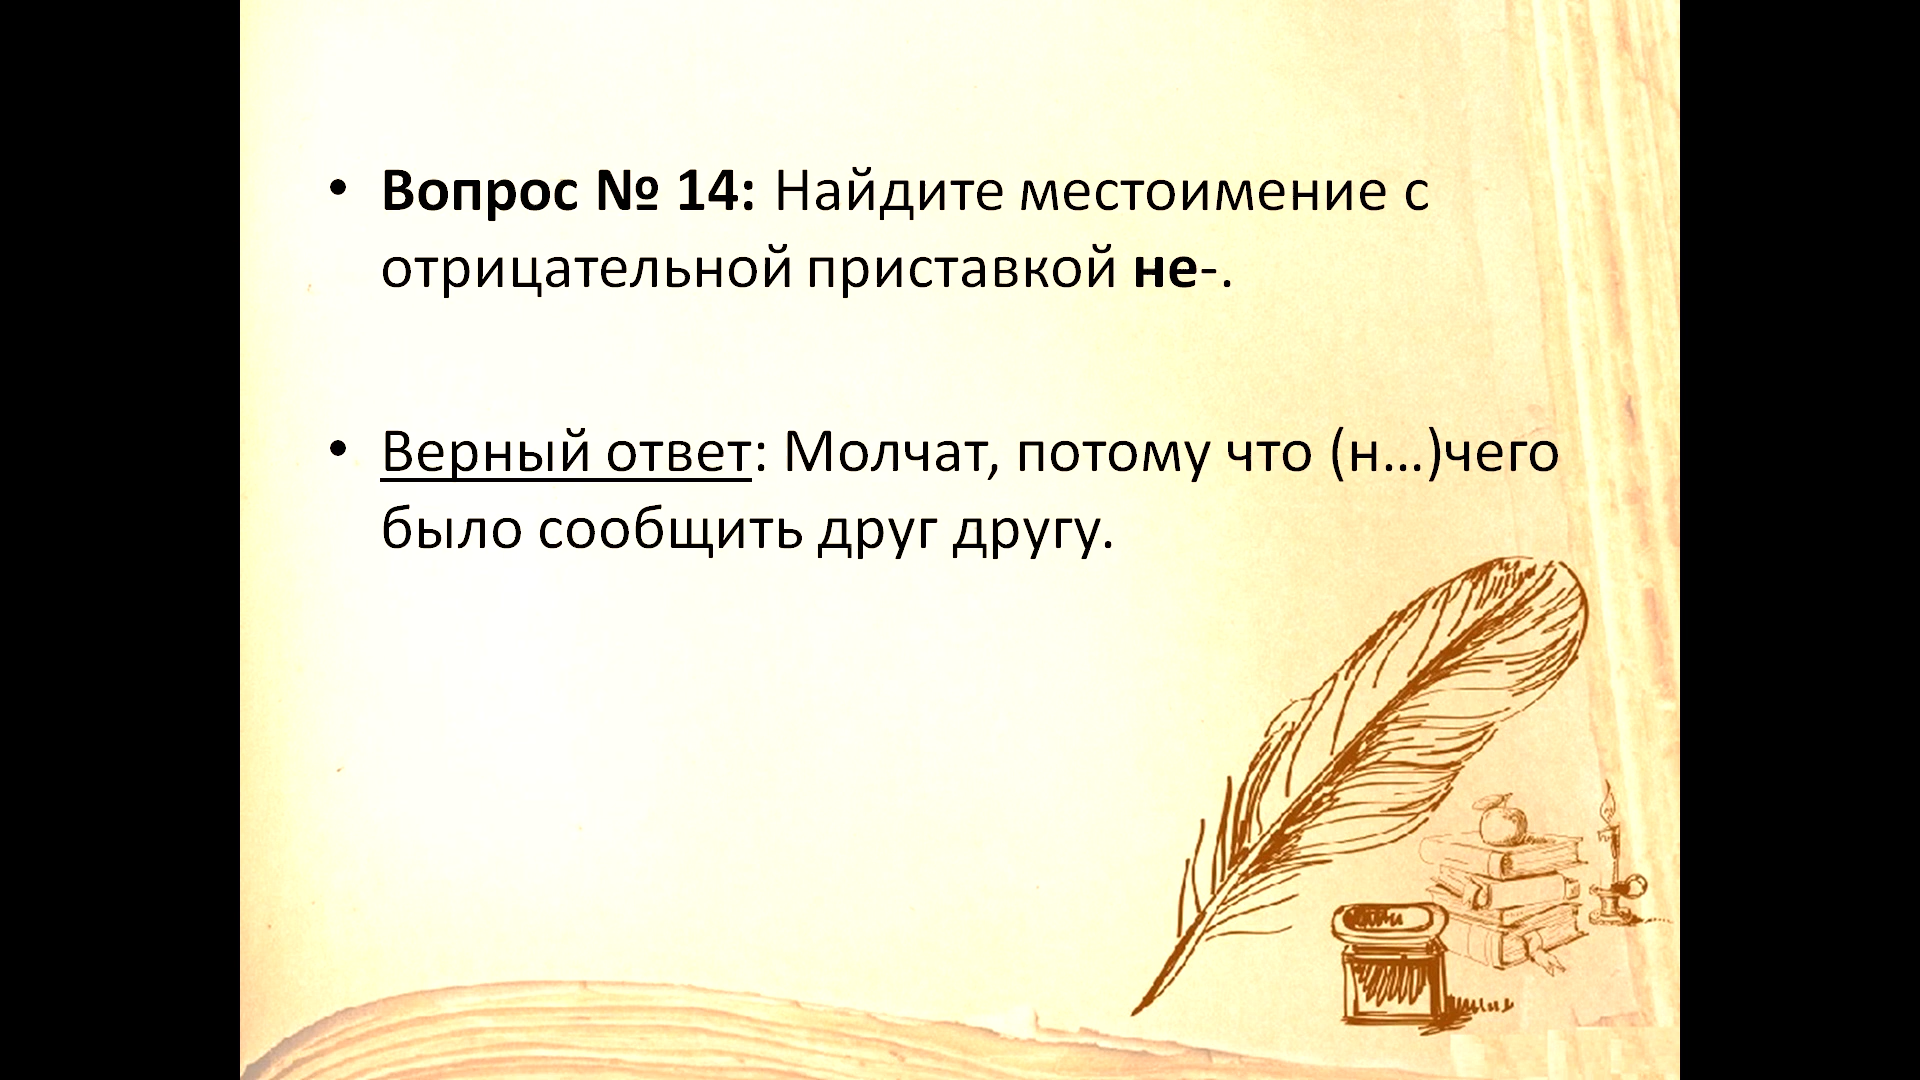 • Вопрос № 14: Найдите местоимение с
отрицательной приставкой не-.
• Верный ответ: Молчат, потому что (н…)чего
было сообщить друг другу.